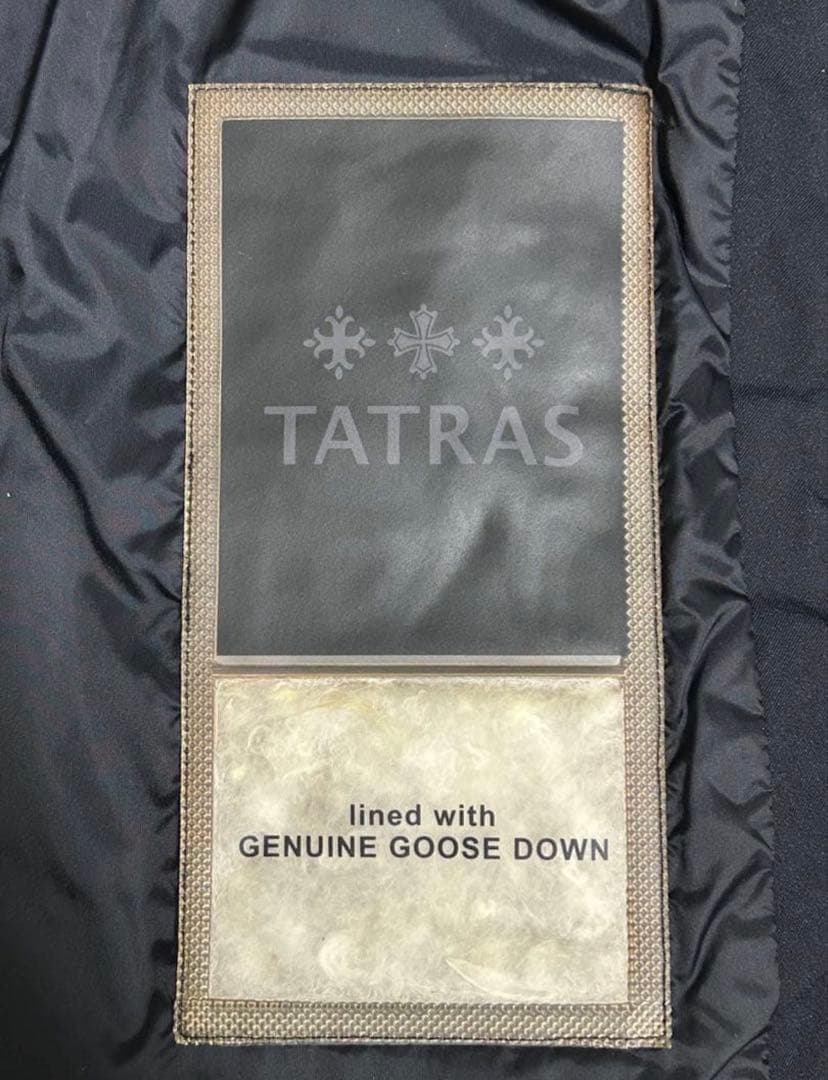 TATRAS
lined with
GENUINE GOOSE DOWN